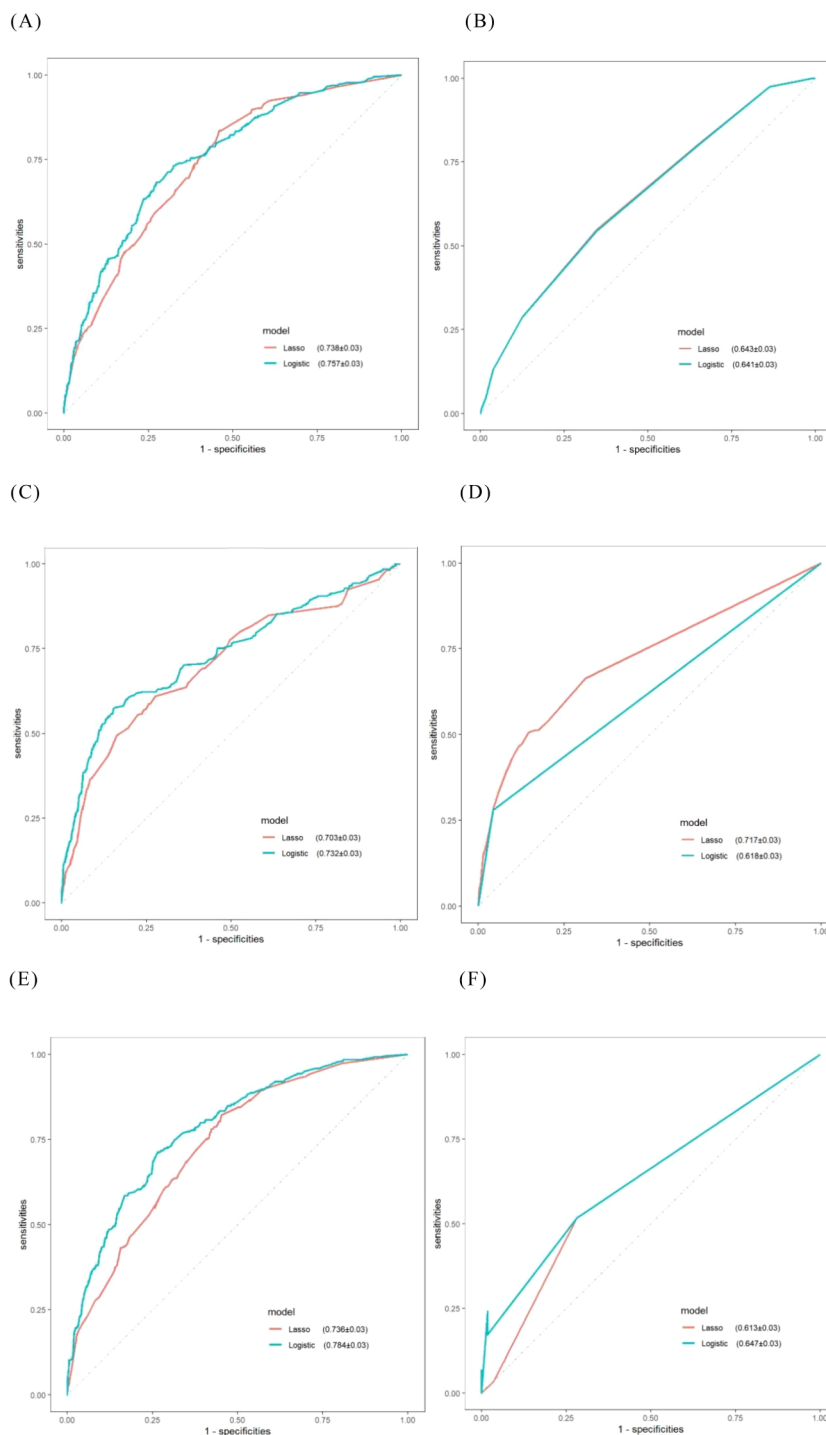 (A)
(B)
1.00
0.75
0.50
0.25
0.00
sensitivities
model
Lasso (0.738±0.03)
Logistic (0.757±0.03)
0.00 0.25 0.50 0.75 1.00
1 - specificities
1.00
0.75
0.50
0.25
0.00
sensitivities
model
Lasso (0.643±0.03)
Logistic (0.641±0.03)
0.00 0.25 0.50 0.75 1.00
1 - specificities
(C)
(D)
1.00
0.75
0.50
0.25
0.00
sensitivities
model
Lasso (0.703±0.03)
Logistic (0.732±0.03)
0.00 0.25 0.50 0.75 1.00
1 - specificities
1.00
0.75
0.50
0.25
0.00
sensitivities
model
Lasso (0.717±0.03)
Logistic (0.618±0.03)
0.00 0.25 0.50 0.75 1.00
1 - specificities
(E)
(F)
1.00
0.75
0.50
0.25
0.00
sensitivities
model
Lasso (0.736±0.03)
Logistic (0.784±0.03)
0.00 0.25 0.50 0.75 1.00
1 - specificities
1.00
0.75
0.50
0.25
0.00
sensitivities
model
Lasso (0.613±0.03)
Logistic (0.647±0.03)
0.00 0.25 0.50 0.75 1.00
1 - specificities